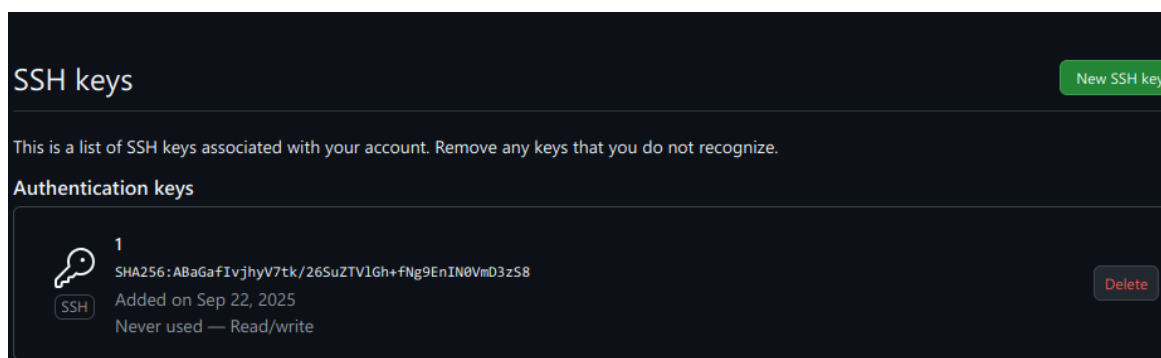 SSH keys
New SSH key
This is a list of SSH keys associated with your account. Remove any keys that you do not recognize.
Authentication keys
1
SHA256:ABaGafIvjhyV7tk/26SuZTVlGh+fNg9EnIN0VmD3zS8
SSH
Added on Sep 22, 2025
Never used — Read/write
Delete